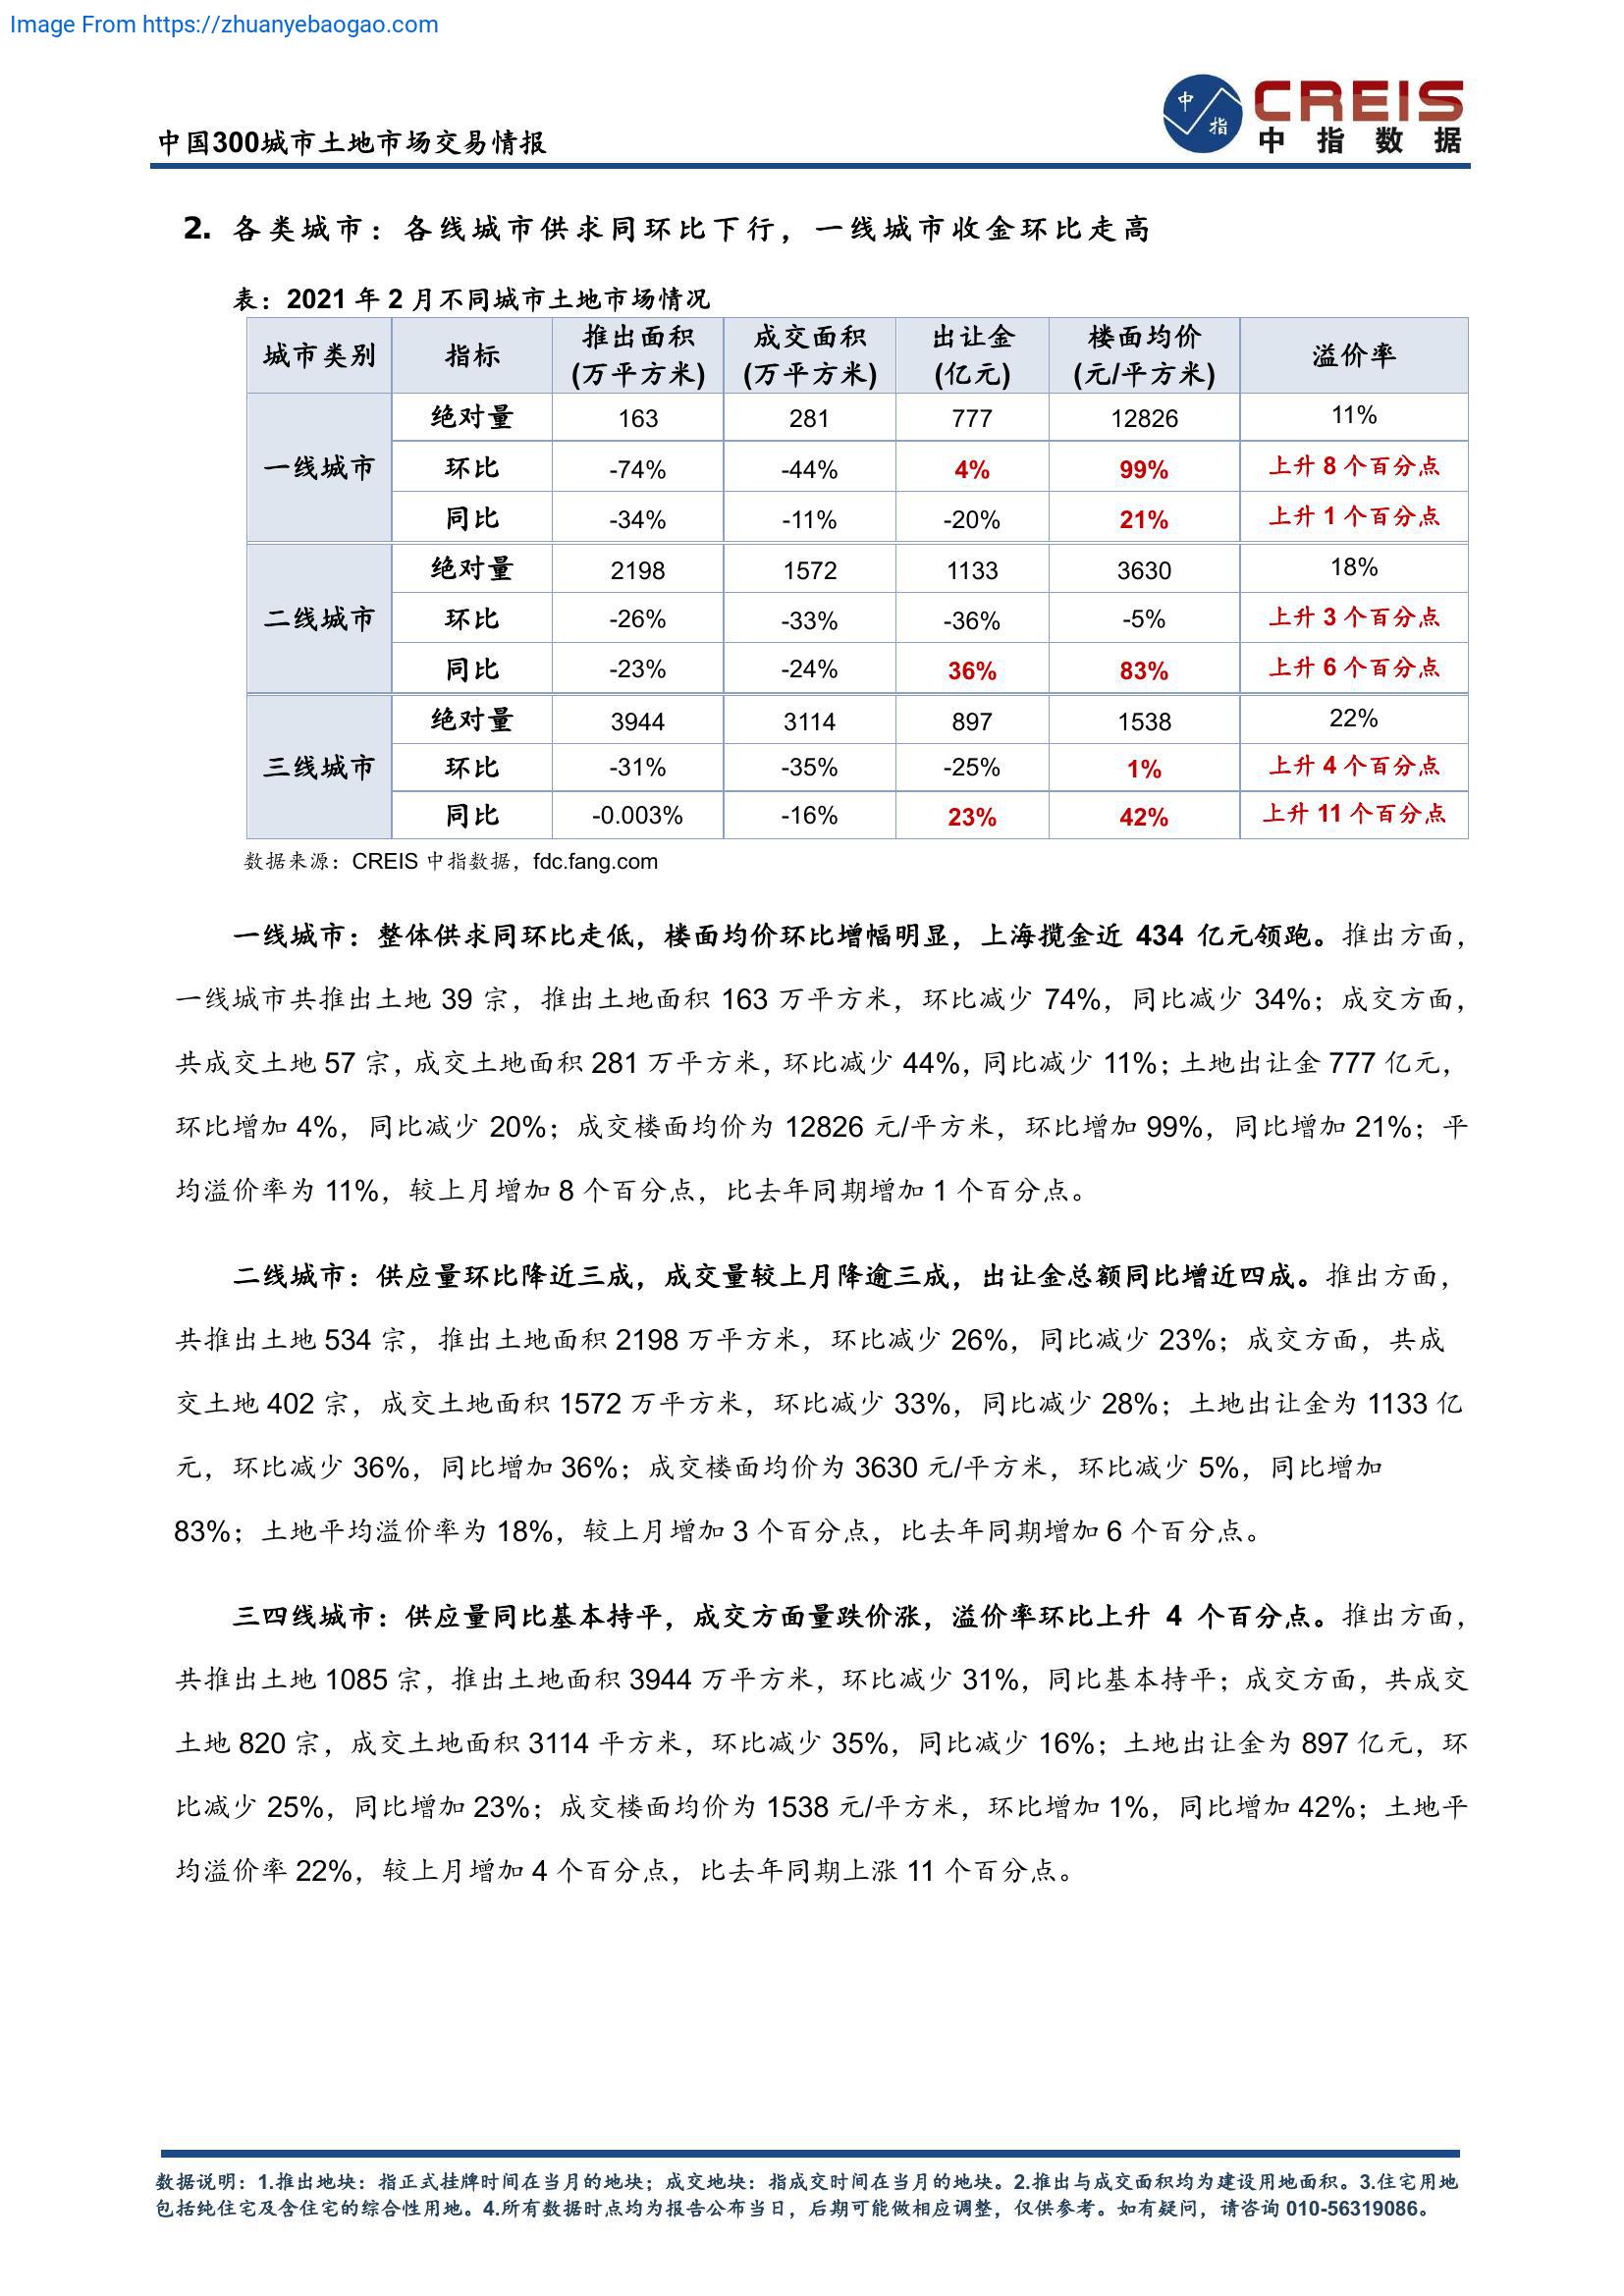 Image From https://zhuanyebaogao.com
中指
CREIS
中国300城市土地市场交易情报
中指数据
2. 各类城市：各线城市供求同环比下行，一线城市收金环比走高
表：2021 年 2 月不同城市土地市场情况
城市类别 指标 推出面积 (万平方米) 成交面积 (万平方米) 出让金 (亿元) 楼面均价 (元/平方米) 溢价率
一线城市 绝对量 163 281 777 12826 11%
环比 -74% -44% 4% 99% 上升 8 个百分点
同比 -34% -11% -20% 21% 上升 1 个百分点
二线城市 绝对量 2198 1572 1133 3630 18%
环比 -26% -33% -36% -5% 上升 3 个百分点
同比 -23% -24% 36% 83% 上升 6 个百分点
三线城市 绝对量 3944 3114 897 1538 22%
环比 -31% -35% -25% 1% 上升 4 个百分点
同比 -0.003% -16% 23% 42% 上升 11 个百分点
数据来源：CREIS 中指数据，fdc.fang.com
一线城市：整体供求同环比走低，楼面均价环比增幅明显，上海揽金近 434 亿元领跑。推出方面，
一线城市共推出土地 39 宗，推出土地面积 163 万平方米，环比减少 74%，同比减少 34%；成交方面，
共成交土地 57 宗，成交土地面积 281 万平方米，环比减少 44%，同比减少 11%；土地出让金 777 亿元，
环比增加 4%，同比减少 20%；成交楼面均价为 12826 元/平方米，环比增加 99%，同比增加 21%；平
均溢价率为 11%，较上月增加 8 个百分点，比去年同期增加 1 个百分点。
二线城市：供应量环比降近三成，成交量较上月降逾三成，出让金总额同比增近四成。推出方面，
共推出土地 534 宗，推出土地面积 2198 万平方米，环比减少 26%，同比减少 23%；成交方面，共成
交土地 402 宗，成交土地面积 1572 万平方米，环比减少 33%，同比减少 28%；土地出让金为 1133 亿
元，环比减少 36%，同比增加 36%；成交楼面均价为 3630 元/平方米，环比减少 5%，同比增加
83%；土地平均溢价率为 18%，较上月增加 3 个百分点，比去年同期增加 6 个百分点。
三四线城市：供应量同比基本持平，成交方面量跌价涨，溢价率环比上升 4 个百分点。推出方面，
共推出土地 1085 宗，推出土地面积 3944 万平方米，环比减少 31%，同比基本持平；成交方面，共成交
土地 820 宗，成交土地面积 3114 平方米，环比减少 35%，同比减少 16%；土地出让金为 897 亿元，环
比减少 25%，同比增加 23%；成交楼面均价为 1538 元/平方米，环比增加 1%，同比增加 42%；土地平
均溢价率 22%，较上月增加 4 个百分点，比去年同期上涨 11 个百分点。
数据说明：1.推出地块：指正式挂牌时间在当月的地块；成交地块：指成交时间在当月的地块。2.推出与成交面积均为建设用地面积。3.住宅用地
包括纯住宅及含住宅的综合性用地。4.所有数据时点均为报告公布当日，后期可能做相应调整，仅供参考。如有疑问，请咨询 010-56319086。